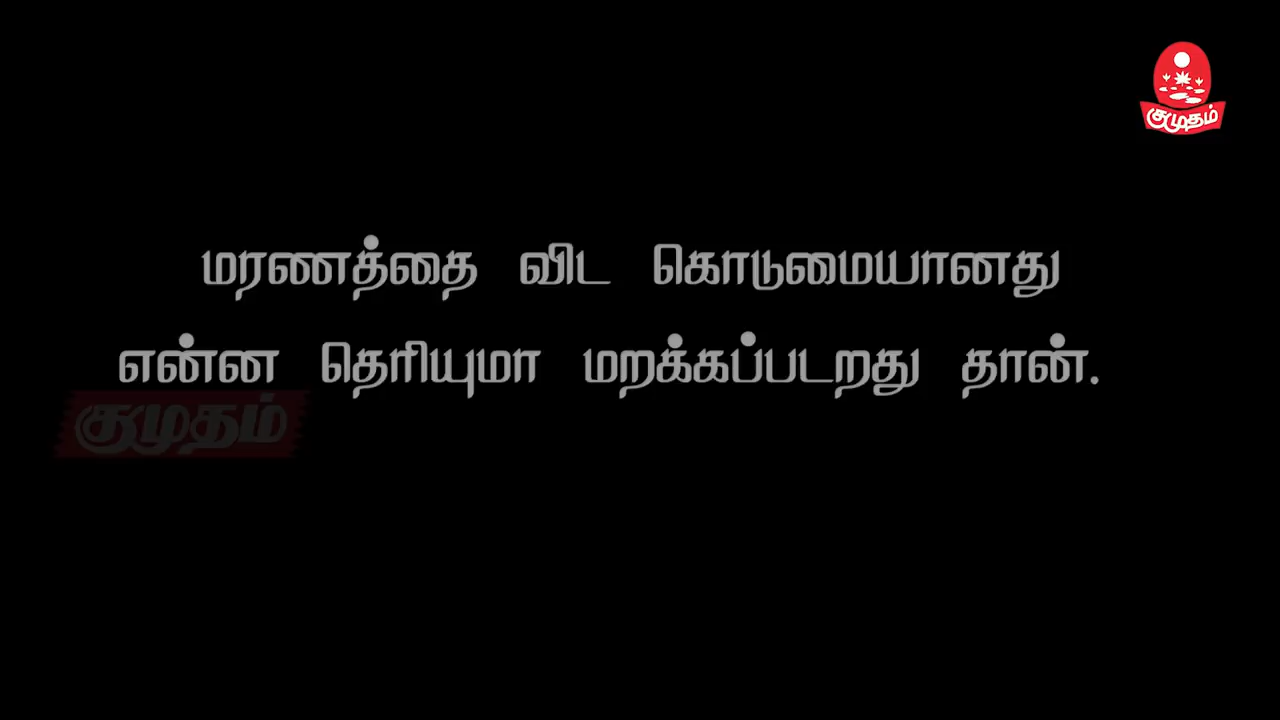 குமுதம்
மரணத்தை விட கொடுமையானது
என்ன தெரியுமா மறக்கப்படறது தான்.
குமுதம்